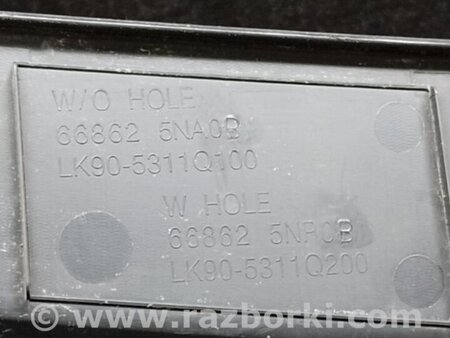 W/O HOLE
66862 5NA0B
LK90-5311Q100
W HOLE
66862 5NR0B
LK90-5311Q200
© www.razborki.com